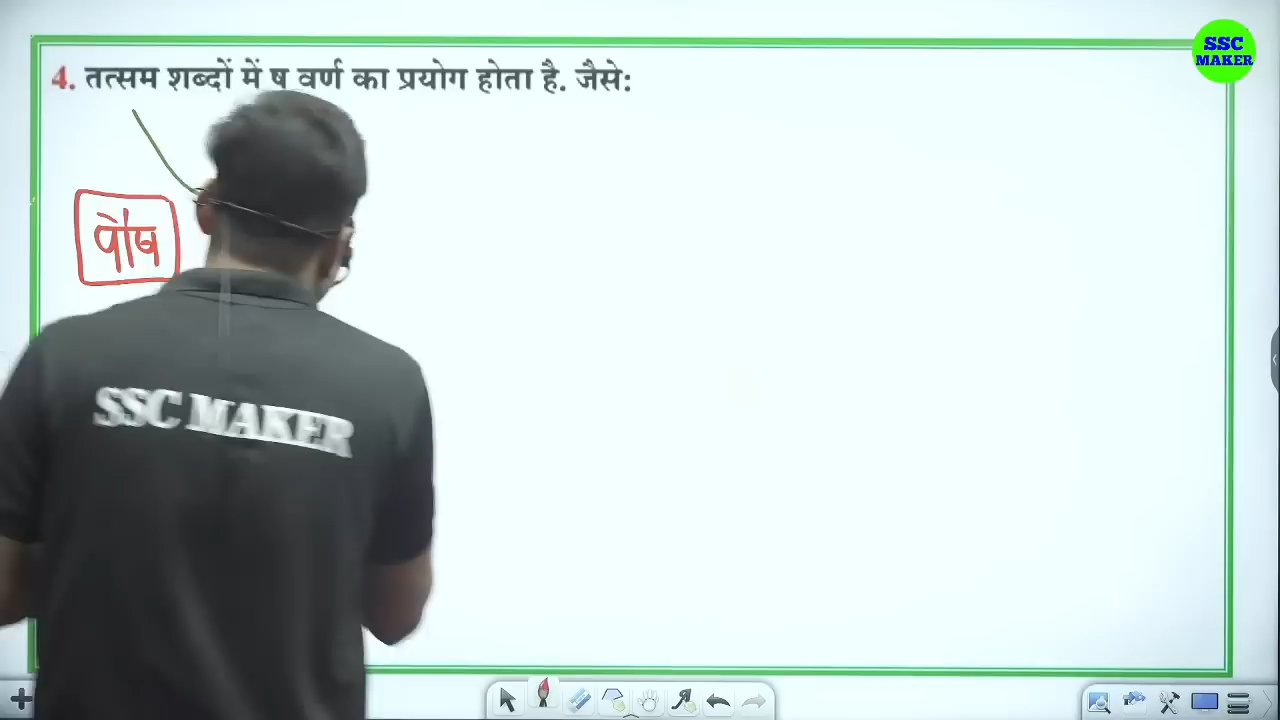 SSC
MAKER
4. तत्सम शब्दों में ष वर्ण का प्रयोग होता है. जैसे:
पौष
SSC MAKER